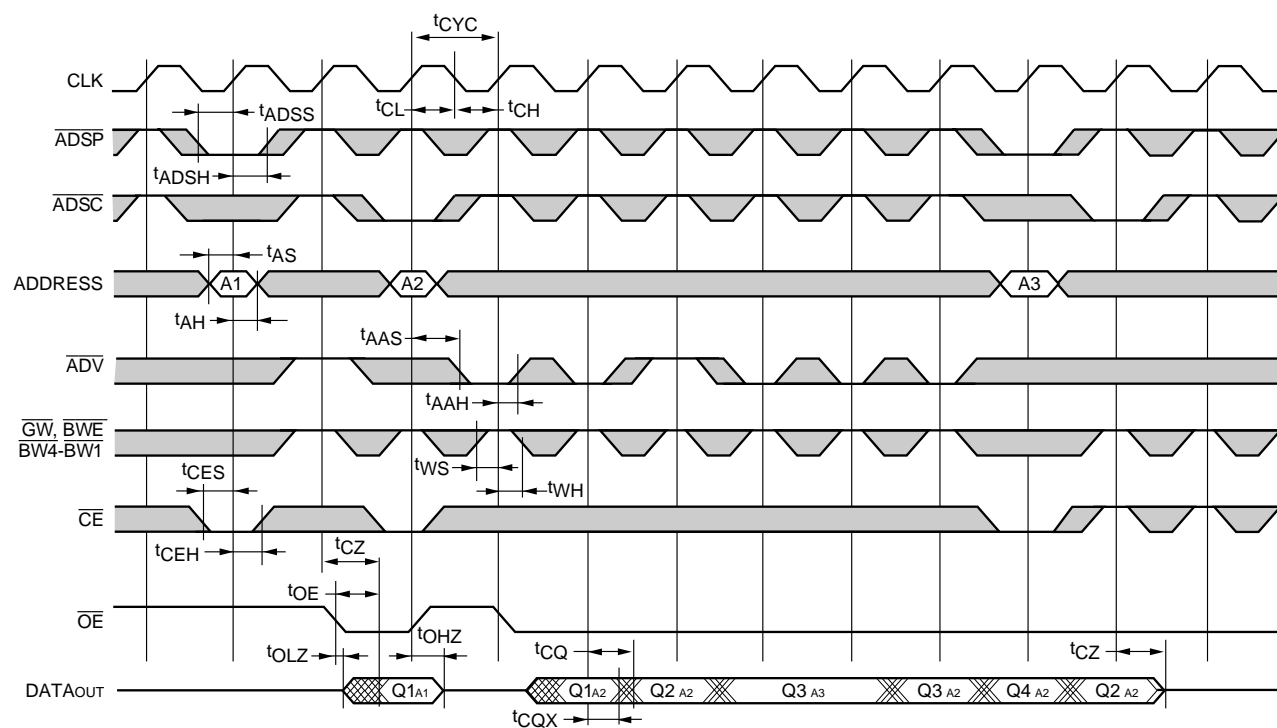 tCYC
CLK
tADSS
tCL
tCH
ADSP
tADSH
ADSC
tAS
ADDRESS
A1
A2
A3
tAH
tAAS
ADV
tAAH
GW, BWE
BW4-BW1
tCES
tWS
tWH
CE
tCEH
tCZ
tOE
OE
tOHZ
tOLZ
tCQ
tCZ
DATAOUT
Q1A1
Q1A2
Q2 A2
Q3 A3
Q3 A2
Q4 A2
Q2 A2
tCQX